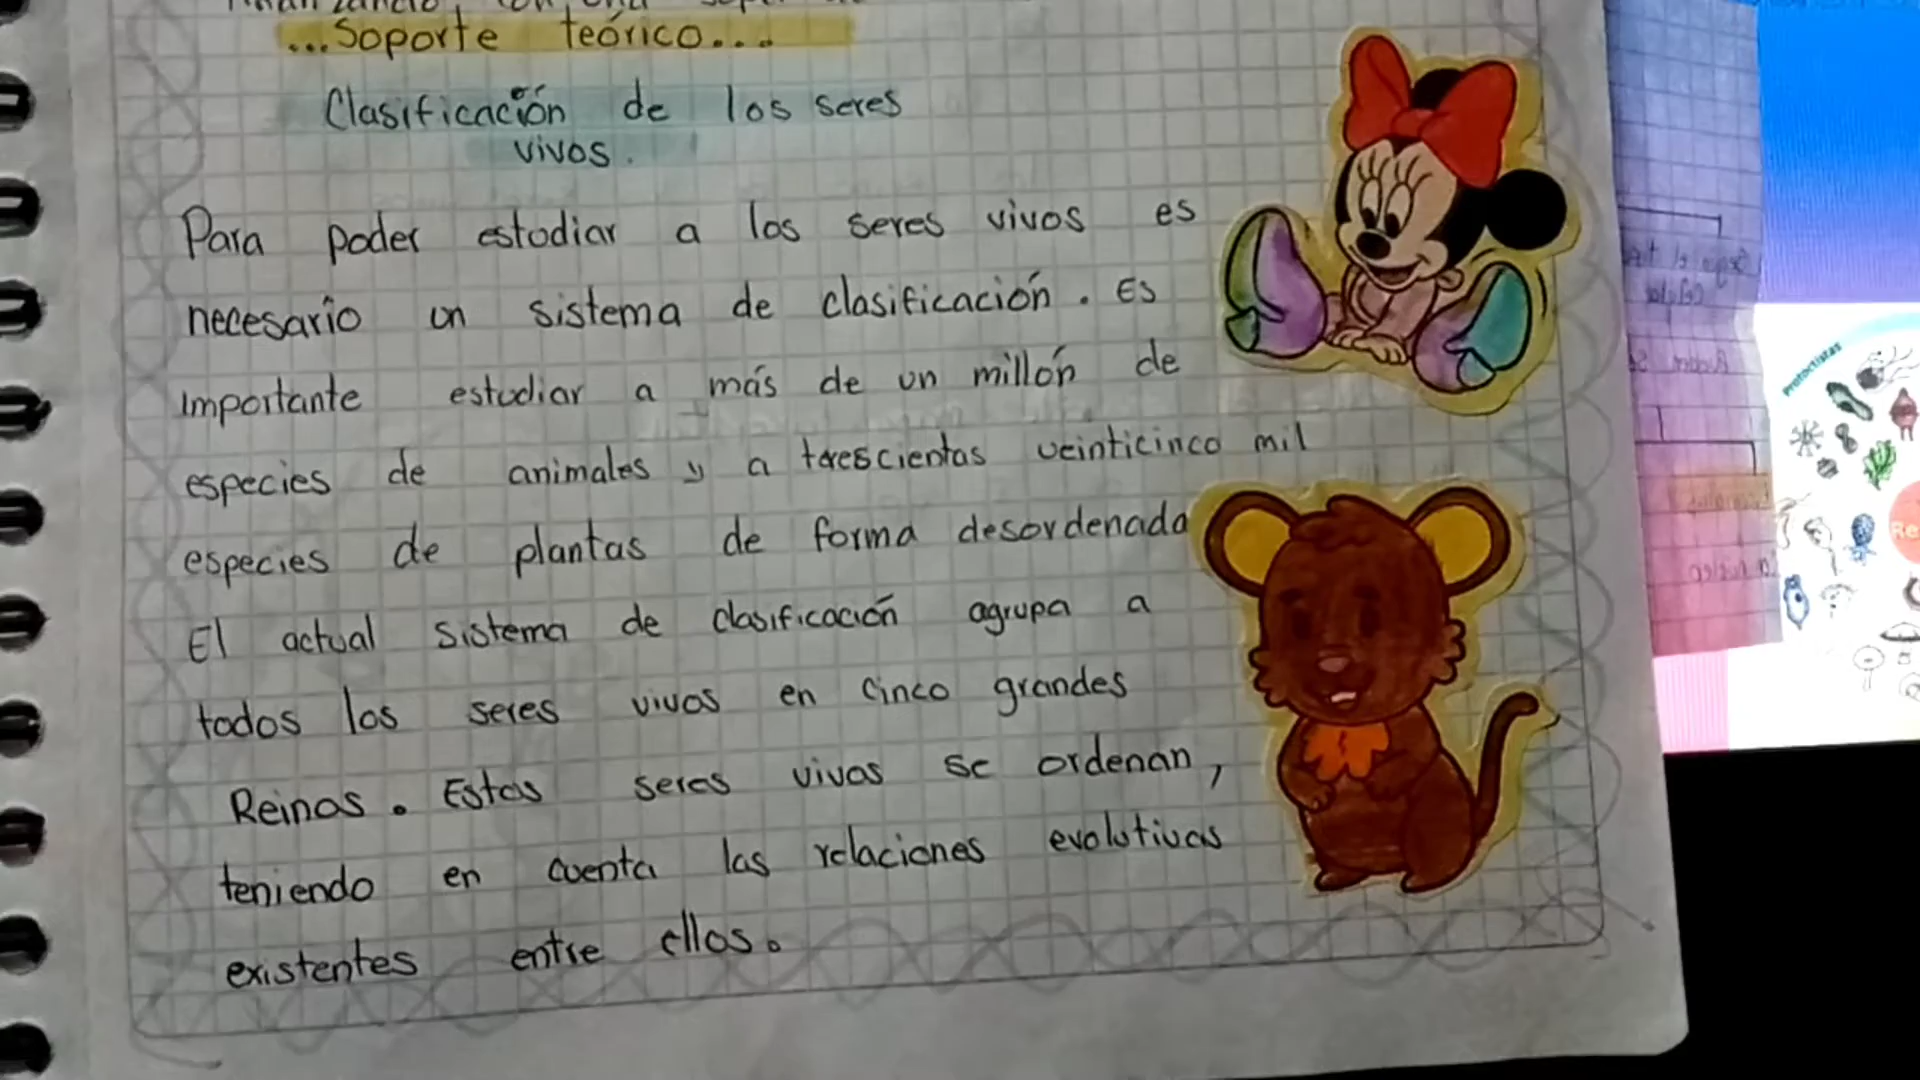 ...Soporte teórico...
Clasificación de los seres
vivos.
Para poder estudiar a los seres vivos es
necesario un sistema de clasificación. Es
importante estudiar a más de un millón de
especies de animales y a trescientas veinticinco mil
especies de plantas de forma desordenada
El actual sistema de clasificación agrupa a
todos los seres vivos en cinco grandes
Reinos. Estos seres vivos se ordenan,
teniendo en cuenta las relaciones evolutivas
existentes entre ellos.
Protoctistas
Re